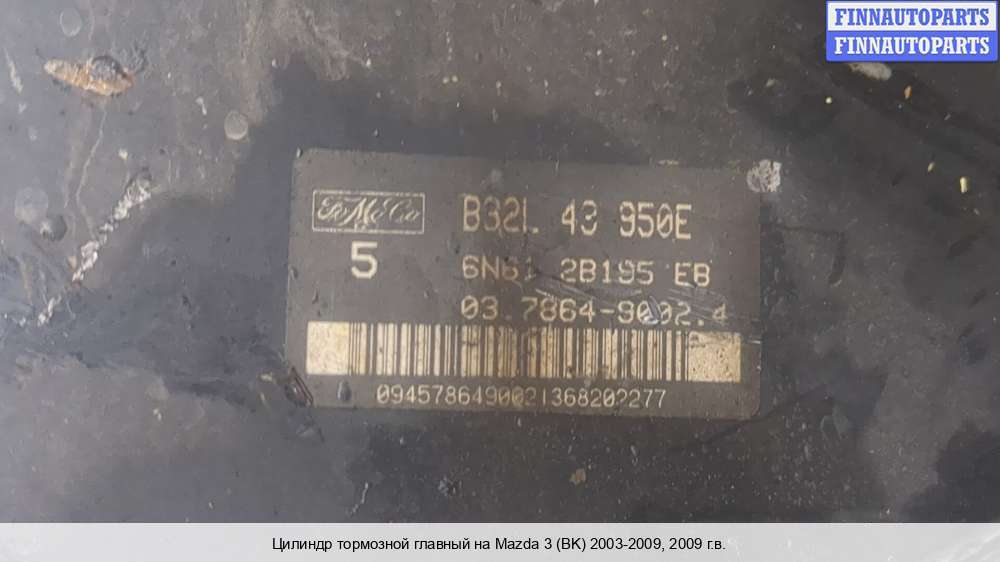 FINNAUTOPARTS
FINNAUTOPARTS
FoMoCo
B32L 43 950E
5
6N61 2B195 EB
03.7864-9002.4
Цилиндр тормозной главный на Mazda 3 (BK) 2003-2009, 2009 г.в.